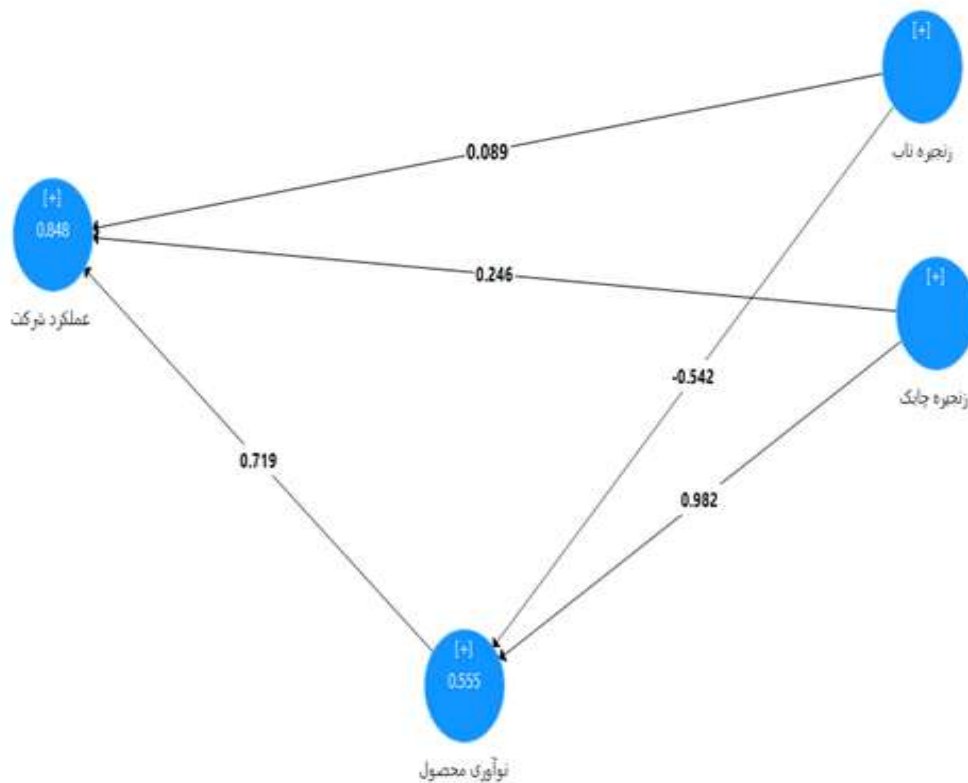 [+]
زنجیره ناب
0.089
[+]
0.848
عملکرد شرکت
[+]
زنجیره چابک
0.246
-0.542
0.719
0.982
[+]
0.555
نوآوری محصول